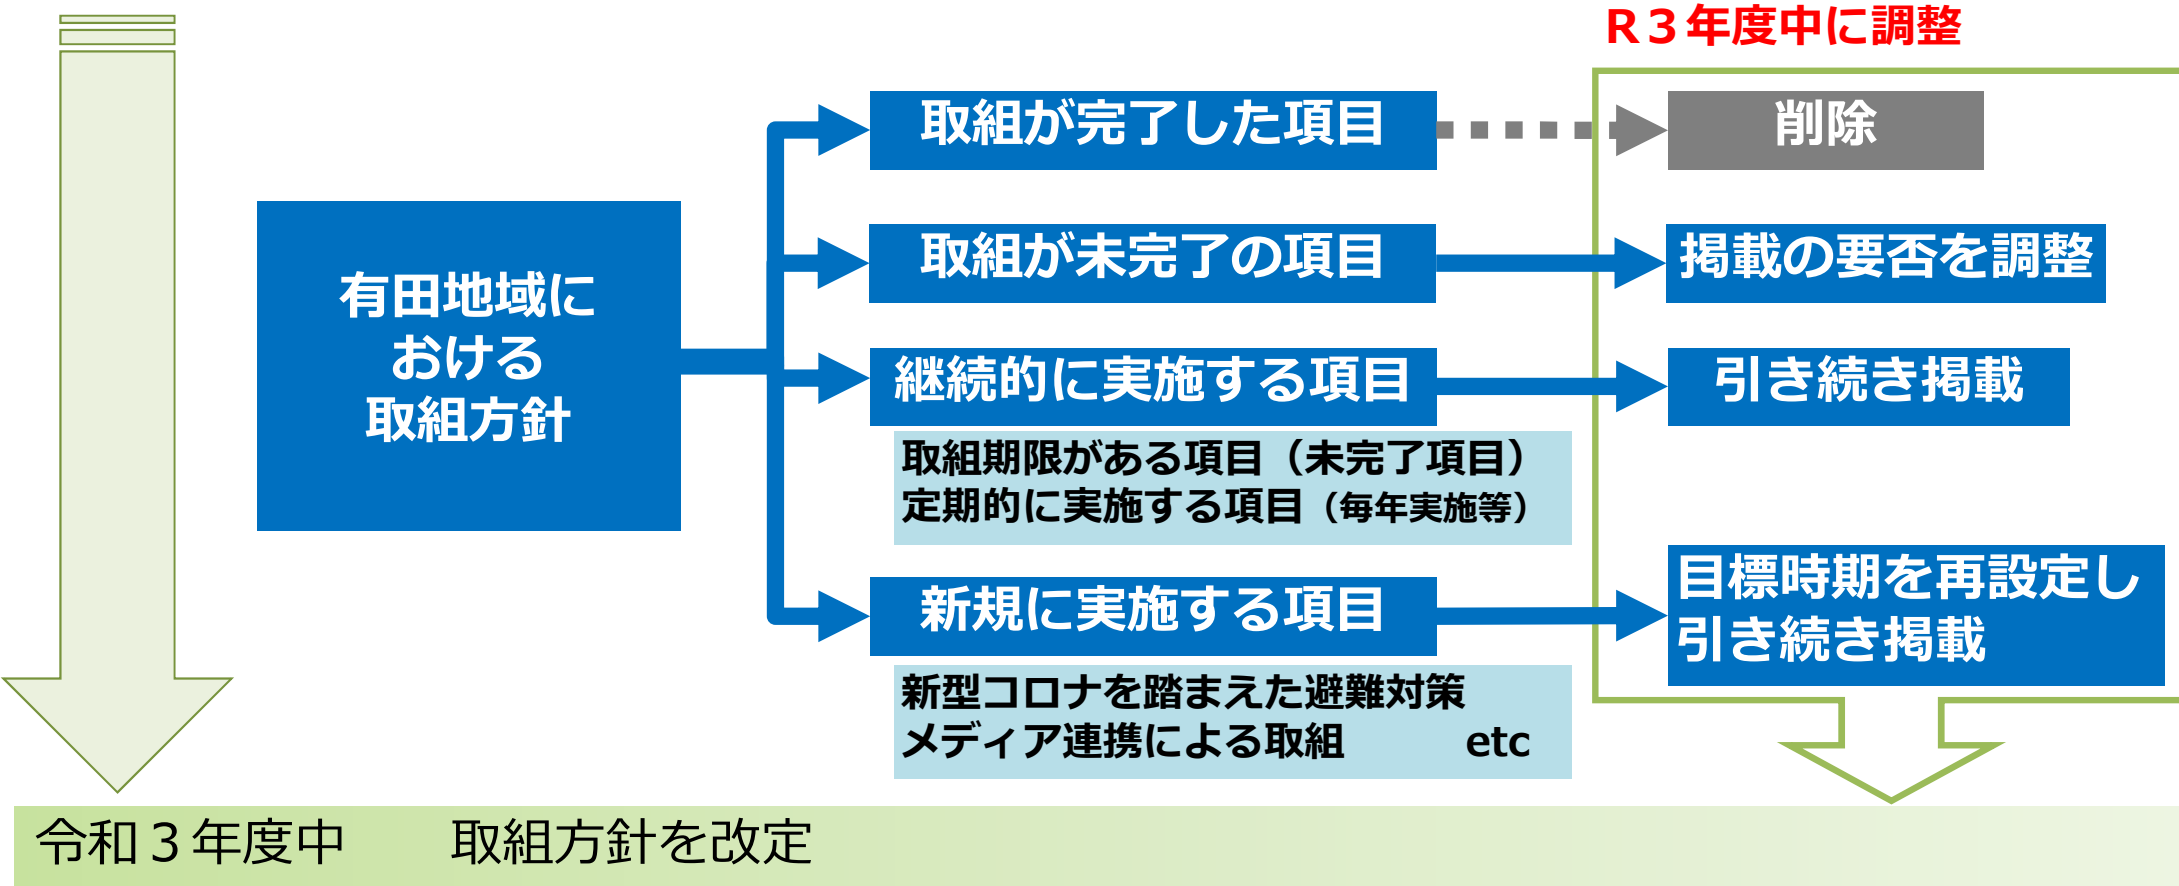 Ｒ３年度中に調整
取組が完了した項目
削除
有田地域に
おける
取組方針
取組が未完了の項目
掲載の要否を調整
継続的に実施する項目
引き続き掲載
取組期限がある項目（未完了項目）
定期的に実施する項目（毎年実施等）
新規に実施する項目
目標時期を再設定し
引き続き掲載
新型コロナを踏まえた避難対策
メディア連携による取組　　　etc
令和３年度中　　取組方針を改定